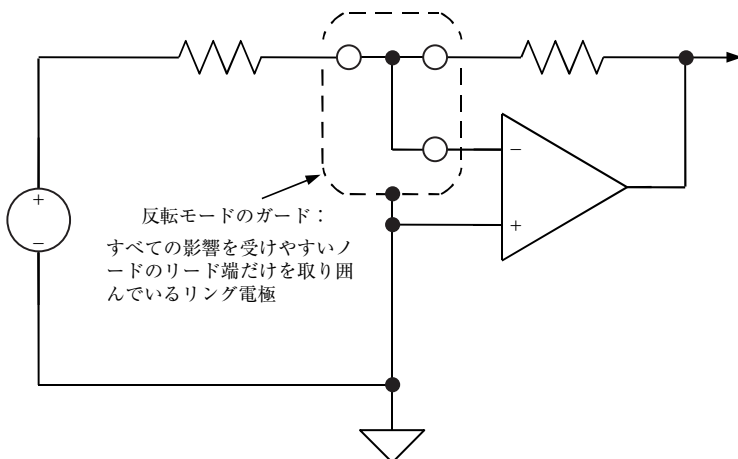 +
−
−
+
反転モードのガード：
すべての影響を受けやすいノ
ードのリード端だけを取り囲
んでいるリング電極